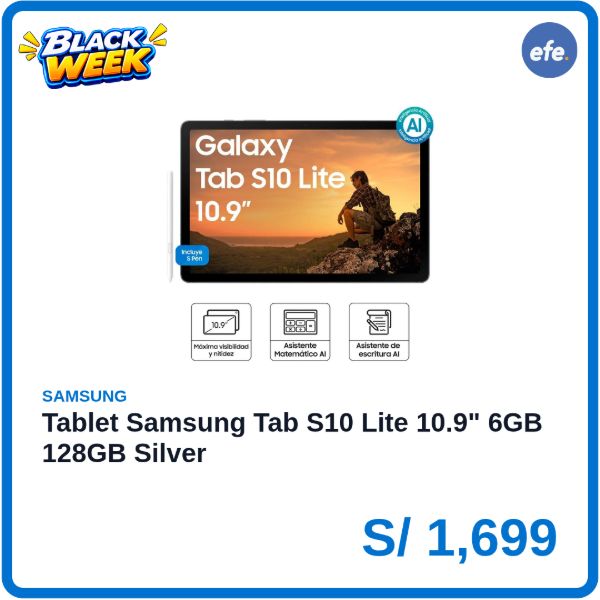 BLACK
WEEK
efe.
AI
Galaxy
Tab S10 Lite
10.9"
Incluye
S Pen
10.9"
Máxima visibilidad
y nitidez
Asistente
Matemático AI
Asistente de
escritura AI
SAMSUNG
Tablet Samsung Tab S10 Lite 10.9" 6GB
128GB Silver
S/ 1,699